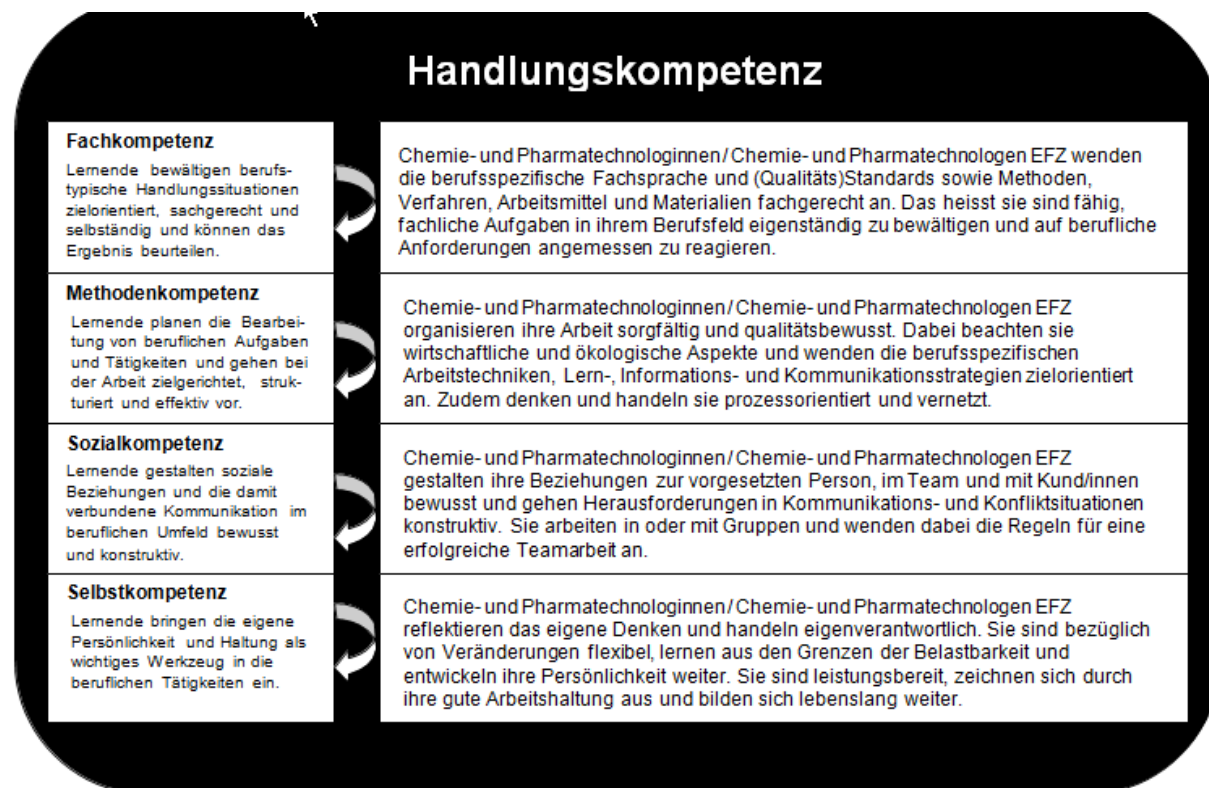 Handlungskompetenz
Fachkompetenz
Lernende bewältigen berufs-
typische Handlungssituationen
zielorientiert, sachgerecht und
selbständig und können das
Ergebnis beurteilen.
Chemie- und Pharmatechnologinnen / Chemie- und Pharmatechnologen EFZ wenden
die berufsspezifische Fachsprache und (Qualitäts)Standards sowie Methoden,
Verfahren, Arbeitsmittel und Materialien fachgerecht an. Das heisst sie sind fähig,
fachliche Aufgaben in ihrem Berufsfeld eigenständig zu bewältigen und auf berufliche
Anforderungen angemessen zu reagieren.
Methodenkompetenz
Lernende planen die Bearbei-
tung von beruflichen Aufgaben
und Tätigkeiten und gehen bei
der Arbeit zielgerichtet, struk-
turiert und effektiv vor.
Chemie- und Pharmatechnologinnen / Chemie- und Pharmatechnologen EFZ
organisieren ihre Arbeit sorgfältig und qualitätsbewusst. Dabei beachten sie
wirtschaftliche und ökologische Aspekte und wenden die berufsspezifischen
Arbeitstechniken, Lern-, Informations- und Kommunikationsstrategien zielorientiert
an. Zudem denken und handeln sie prozessorientiert und vernetzt.
Sozialkompetenz
Lernende gestalten soziale
Beziehungen und die damit
verbundene Kommunikation im
beruflichen Umfeld bewusst
und konstruktiv.
Chemie- und Pharmatechnologinnen / Chemie- und Pharmatechnologen EFZ
gestalten ihre Beziehungen zur vorgesetzten Person, im Team und mit Kund/innen
bewusst und gehen Herausforderungen in Kommunikations- und Konfliktsituationen
konstruktiv. Sie arbeiten in oder mit Gruppen und wenden dabei die Regeln für eine
erfolgreiche Teamarbeit an.
Selbstkompetenz
Lernende bringen die eigene
Persönlichkeit und Haltung als
wichtiges Werkzeug in die
beruflichen Tätigkeiten ein.
Chemie- und Pharmatechnologinnen / Chemie- und Pharmatechnologen EFZ
reflektieren das eigene Denken und handeln eigenverantwortlich. Sie sind bezüglich
von Veränderungen flexibel, lernen aus den Grenzen der Belastbarkeit und
entwickeln ihre Persönlichkeit weiter. Sie sind leistungsbereit, zeichnen sich durch
ihre gute Arbeitshaltung aus und bilden sich lebenslang weiter.